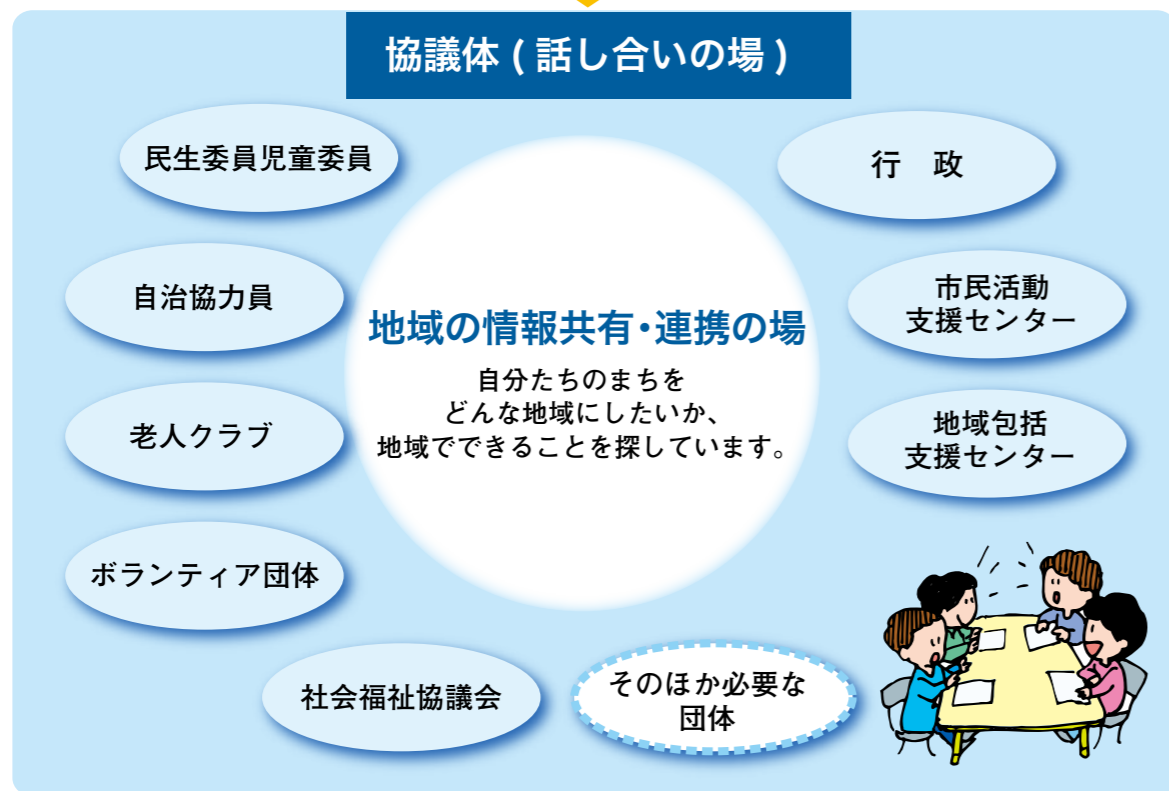 協議体 ( 話し合いの場 )
民生委員児童委員
行　政
自治協力員
市民活動
支援センター
地域の情報共有・連携の場
自分たちのまちを
どんな地域にしたいか、
地域でできることを探しています。
老人クラブ
地域包括
支援センター
ボランティア団体
社会福祉協議会
そのほか必要な
団体